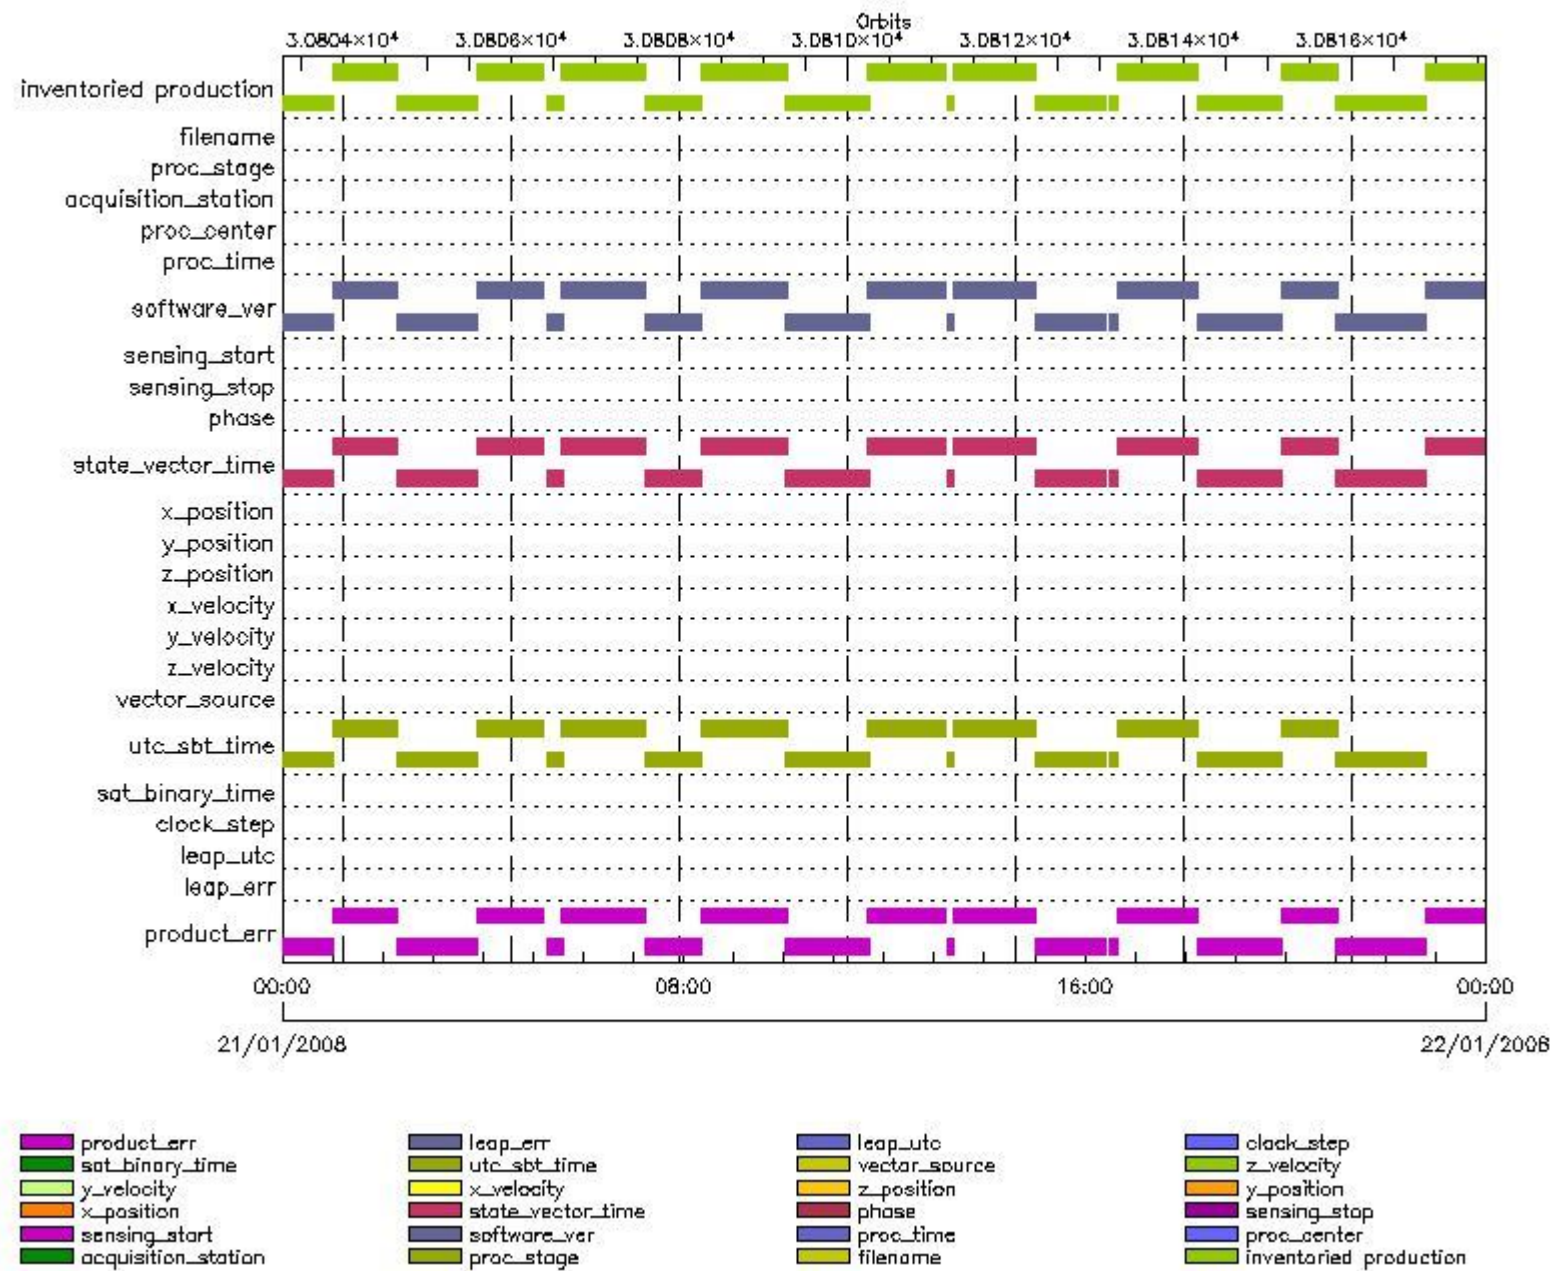 Orbits
3.0804×10⁴ 3.0806×10⁴ 3.0808×10⁴ 3.0810×10⁴ 3.0812×10⁴ 3.0814×10⁴ 3.0816×10⁴
inventoried production
filename
proc_stage
acquisition_station
proc_center
proc_time
software_ver
sensing_start
sensing_stop
phase
state_vector_time
x_position
y_position
z_position
x_velocity
y_velocity
z_velocity
vector_source
utc_sbt_time
sat_binary_time
clock_step
leap_utc
leap_err
product_err
00:00 08:00 16:00 00:00
21/01/2008 22/01/2008
product_err leap_err leap_utc clock_step
sat_binary_time utc_sbt_time vector_source z_velocity
y_velocity x_velocity z_position y_position
x_position state_vector_time phase sensing_stop
sensing_start software_ver proc_time proc_center
acquisition_station proc_stage filename inventoried production